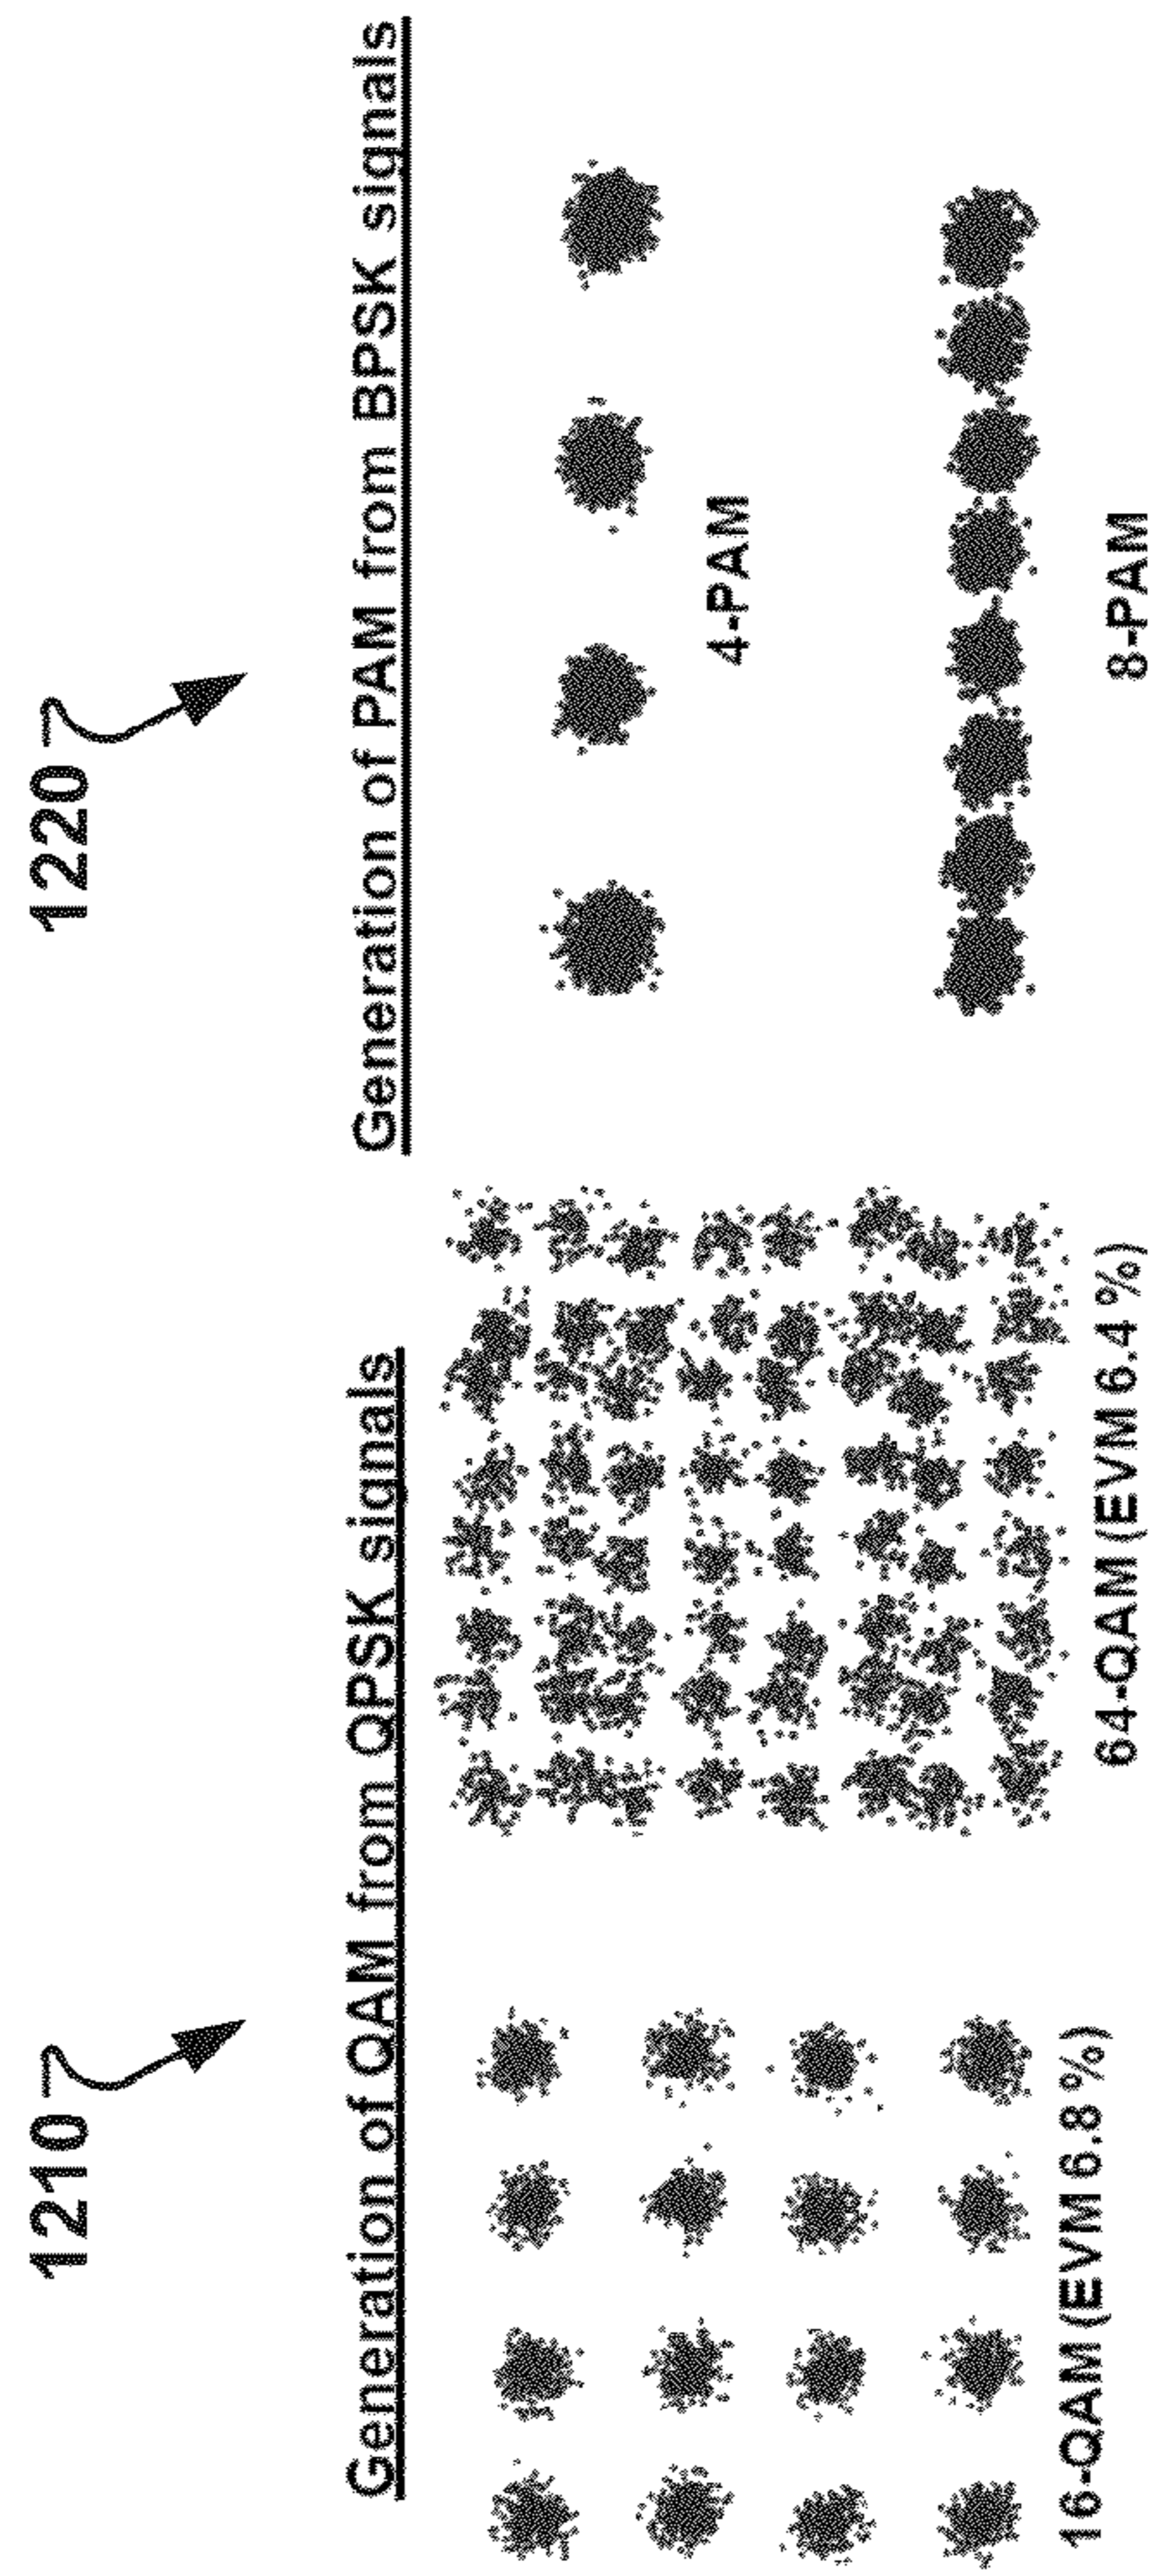 1210
Generation of QAM from QPSK signals
16-QAM (EVM 6.8 %)
64-QAM (EVM 6.4 %)
1220
Generation of PAM from BPSK signals
4-PAM
8-PAM